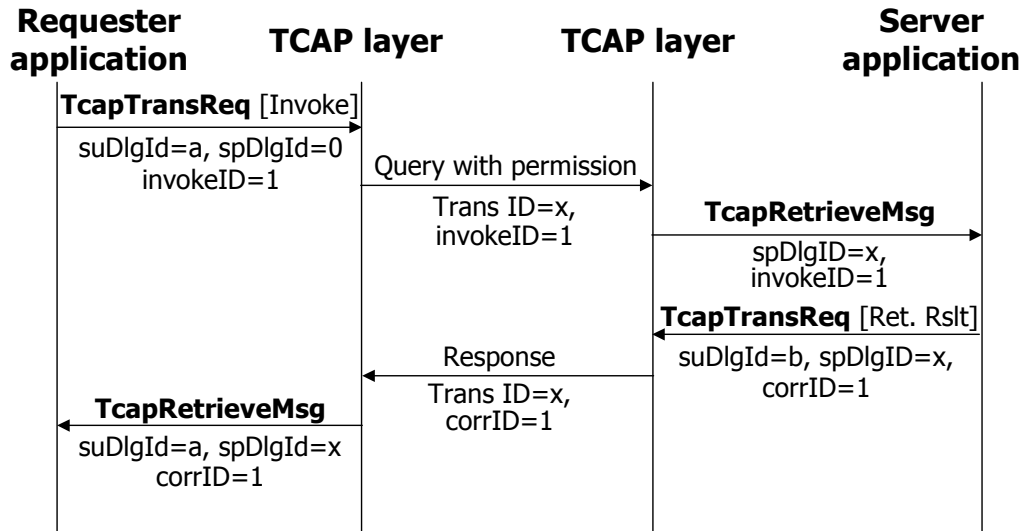 Requester
application
TCAP layer
TCAP layer
Server
application
TcapTransReq [Invoke]
suDlgId=a, spDlgId=0
invokeID=1
Query with permission
Trans ID=x,
invokeID=1
TcapRetrieveMsg
spDlgID=x,
invokeID=1
TcapTransReq [Ret. Rslt]
suDlgId=b, spDlgID=x,
corrID=1
Response
Trans ID=x,
corrID=1
TcapRetrieveMsg
suDlgId=a, spDlgId=x
corrID=1